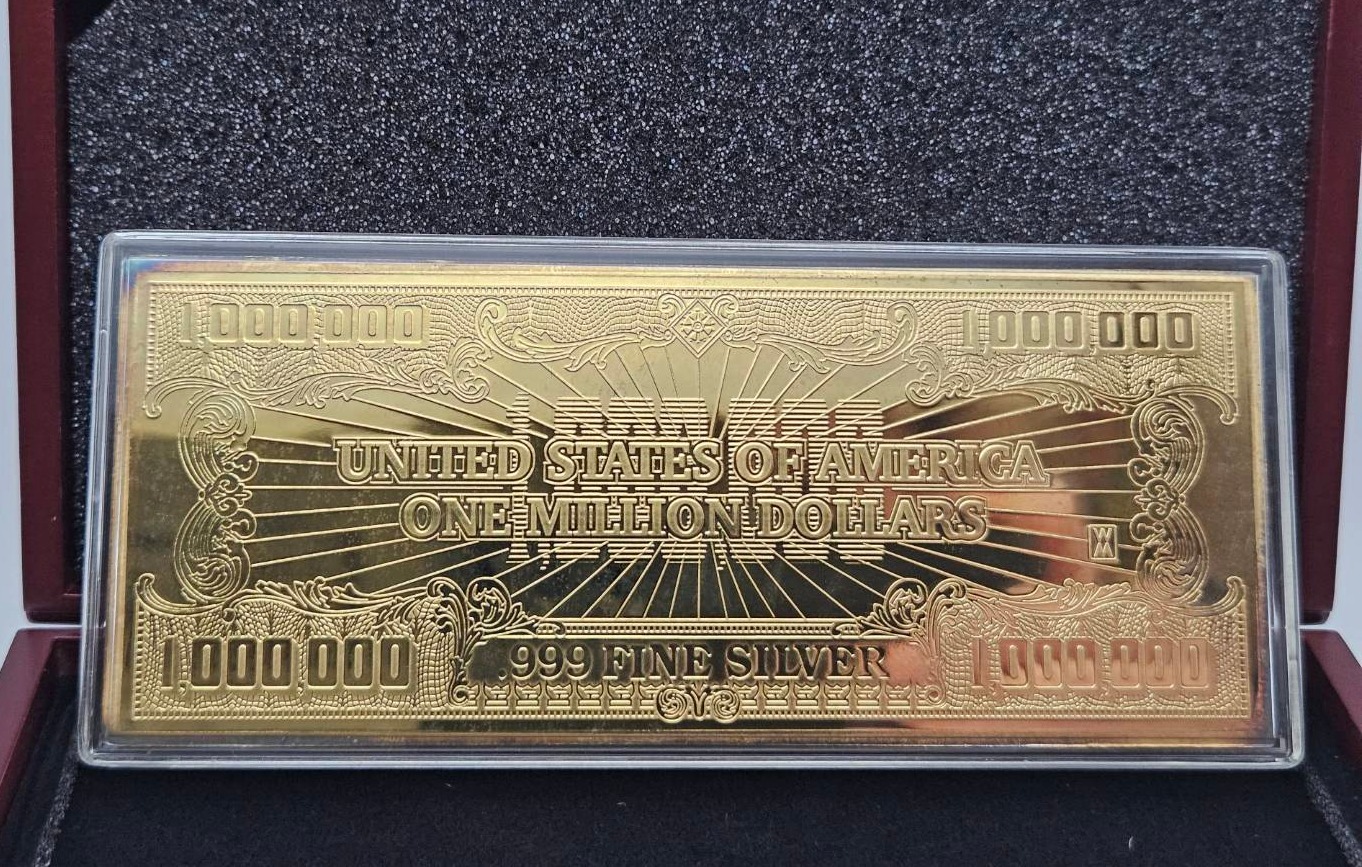 1,000,000 1,000,000
UNITED STATES OF AMERICA
ONE MILLION DOLLARS
1,000,000 .999 FINE SILVER 1,000,000